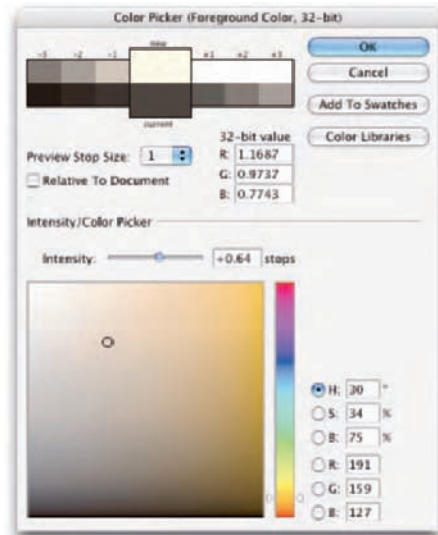 Color Picker (Foreground Color, 32-bit)
new
-3 -2 -1 +1 +2 +3
current
OK
Cancel
Add To Swatches
Color Libraries
Preview Stop Size: 1
Relative To Document
32-bit value
R: 1.1687
G: 0.9737
B: 0.7743
Intensity/Color Picker
Intensity: +0.64 stops
H: 30 °
S: 34 %
B: 75 %
R: 191
G: 159
B: 127